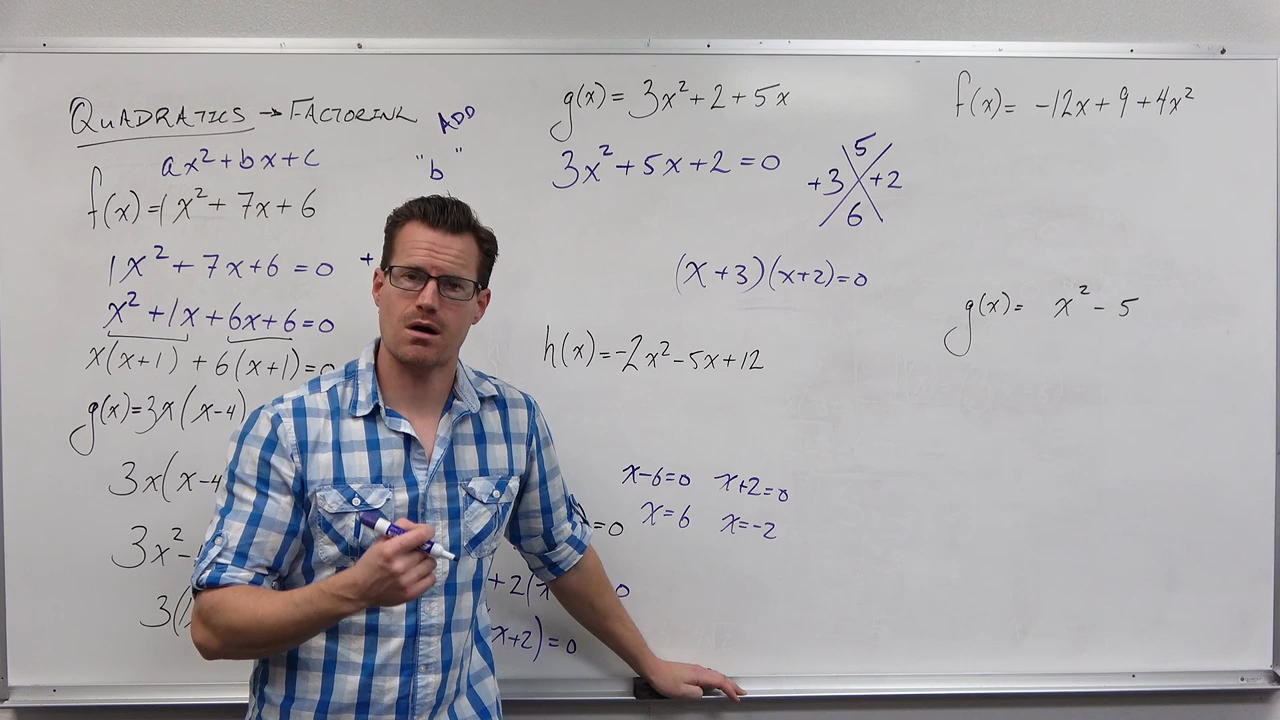 QUADRATICS → FACTORING
ADD
ax² + bx + c
"b"
f(x) = 1x² + 7x + 6
1x² + 7x + 6 = 0 +
x² + 1x + 6x + 6 = 0
x(x+1) + 6(x+1) = 0
g(x) = 3x(x-4)
3x(x-4
3x² -
3(
g(x) = 3x² + 2 + 5x
3x² + 5x + 2 = 0
5
+3 +2
6
(x+3)(x+2) = 0
h(x) = -2x² - 5x + 12
x-6=0 x+2=0
x=6 x=-2
=0
+2(x 0
x+2) = 0
f(x) = -12x + 9 + 4x²
g(x) = x² - 5